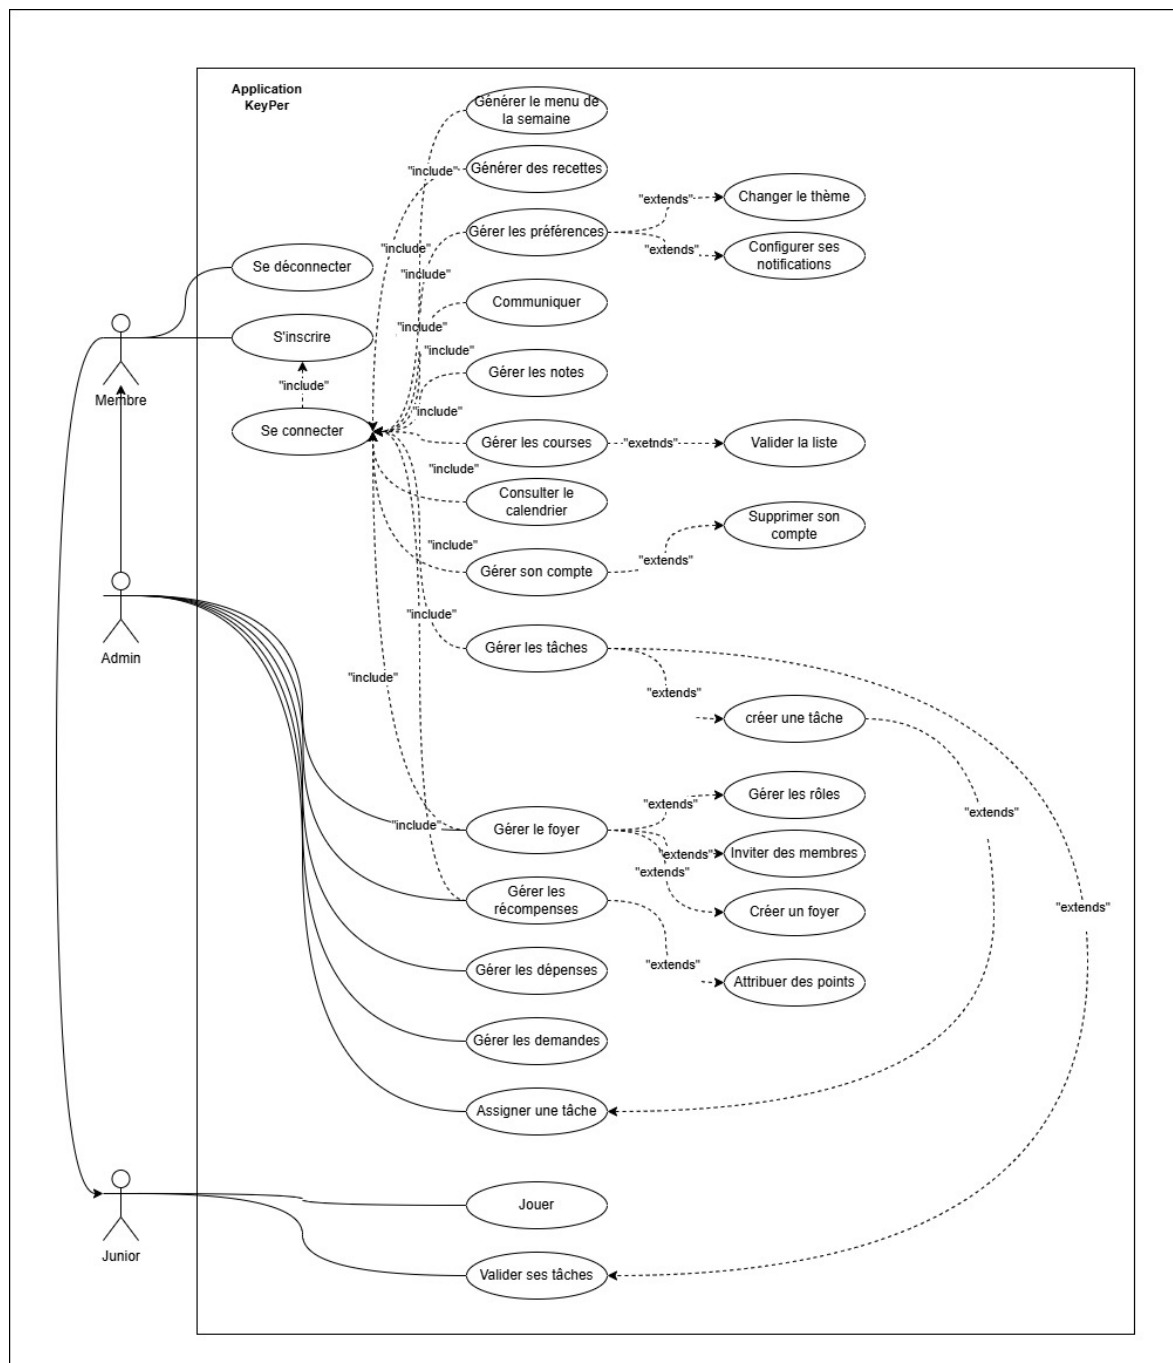 Application
KeyPer
Générer le menu de
la semaine
"include"
Générer des recettes
"extends"
Changer le thème
"include"
Gérer les préférences
"extends"
Configurer ses
notifications
Se déconnecter
"include"
Communiquer
"include"
S'inscrire
"include"
Gérer les notes
"include"
Membre
"include"
Se connecter
Gérer les courses
"exetnds"
Valider la liste
"include"
Consulter le
calendrier
Supprimer son
compte
"include"
Gérer son compte
"extends"
"include"
Gérer les tâches
Admin
"include"
"extends"
créer une tâche
Gérer les rôles
"extends"
"extends"
"include"
Gérer le foyer
"extends"
Inviter des membres
"extends"
Gérer les
récompenses
Créer un foyer
"extends"
Gérer les dépenses
"extends"
Attribuer des points
Gérer les demandes
Assigner une tâche
Jouer
Junior
Valider ses tâches